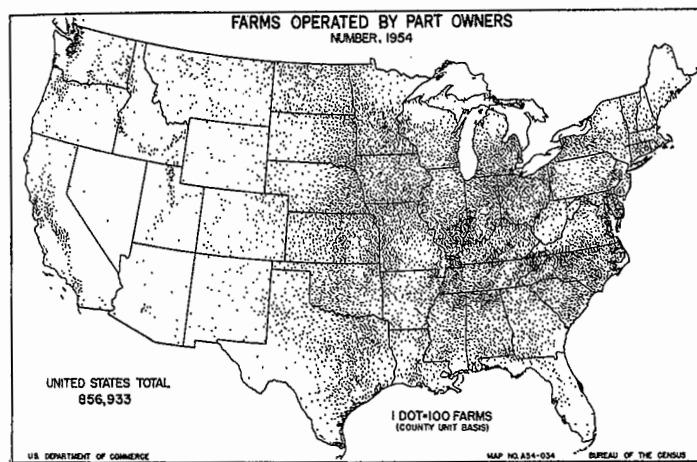 FARMS OPERATED BY PART OWNERS
NUMBER, 1954
UNITED STATES TOTAL
856,933
1 DOT=100 FARMS
(COUNTY UNIT BASIS)
U.S. DEPARTMENT OF COMMERCE
MAP NO. A54-034
BUREAU OF THE CENSUS